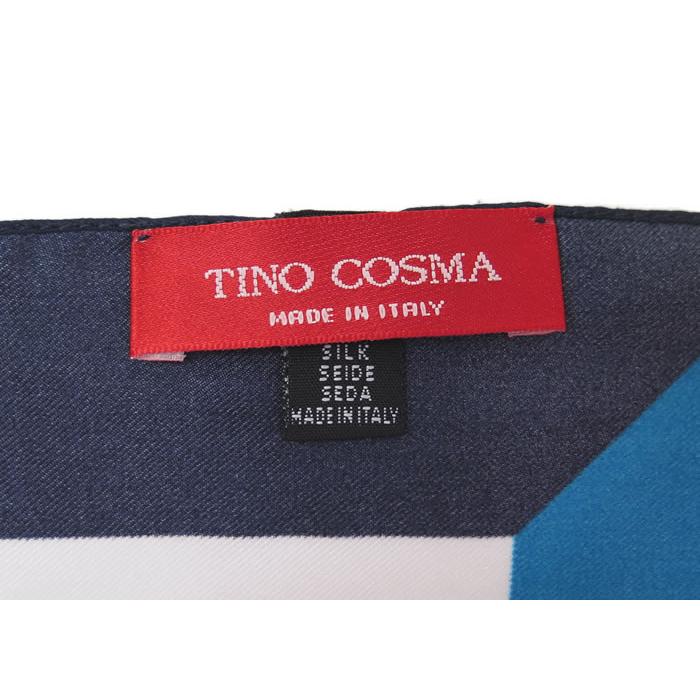 TINO COSMA
MADE IN ITALY
SILK
SEIDE
SEDA
MADE IN ITALY